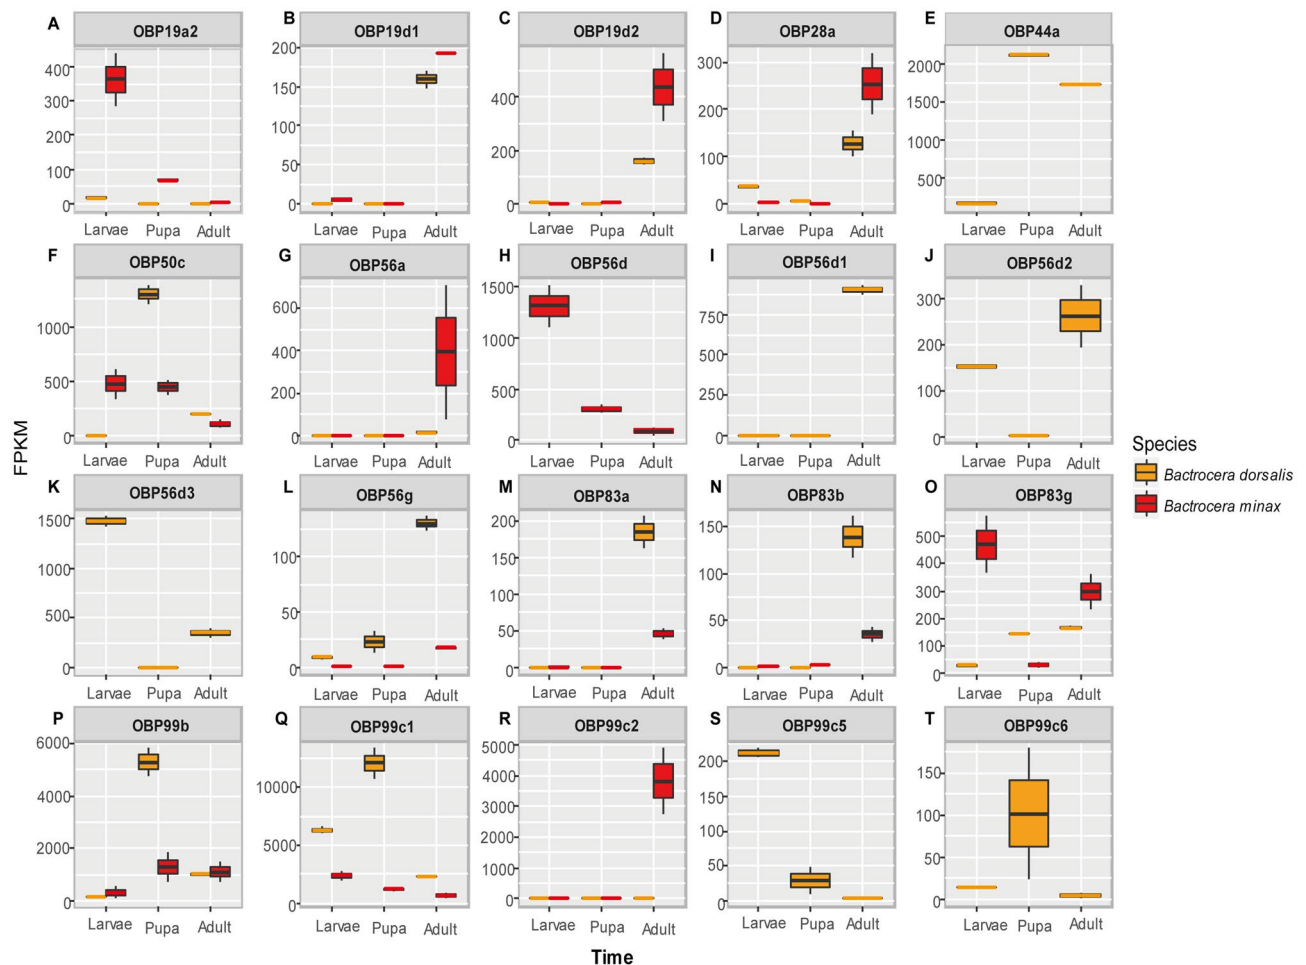 A
OBP19a2
400
300
200
100
0
Larvae
Pupa
Adult
B
OBP19d1
200
150
100
50
0
Larvae
Pupa
Adult
C
OBP19d2
400
200
0
Larvae
Pupa
Adult
D
OBP28a
300
200
100
0
Larvae
Pupa
Adult
E
OBP44a
2000
1500
1000
500
Larvae
Pupa
Adult
F
OBP50c
1000
500
0
Larvae
Pupa
Adult
G
OBP56a
600
400
200
0
Larvae
Pupa
Adult
H
OBP56d
1500
1000
500
0
Larvae
Pupa
Adult
I
OBP56d1
750
500
250
0
Larvae
Pupa
Adult
J
OBP56d2
300
200
100
0
Larvae
Pupa
Adult
K
OBP56d3
1500
1000
500
0
Larvae
Pupa
Adult
L
OBP56g
100
50
0
Larvae
Pupa
Adult
M
OBP83a
200
150
100
50
0
Larvae
Pupa
Adult
N
OBP83b
150
100
50
0
Larvae
Pupa
Adult
O
OBP83g
500
400
300
200
100
0
Larvae
Pupa
Adult
P
OBP99b
6000
4000
2000
0
Larvae
Pupa
Adult
Q
OBP99c1
10000
5000
0
Larvae
Pupa
Adult
R
OBP99c2
5000
4000
3000
2000
1000
0
Larvae
Pupa
Adult
S
OBP99c5
200
150
100
50
0
Larvae
Pupa
Adult
T
OBP99c6
150
100
50
0
Larvae
Pupa
Adult
FPKM
Time
Species
Bactrocera dorsalis
Bactrocera minax